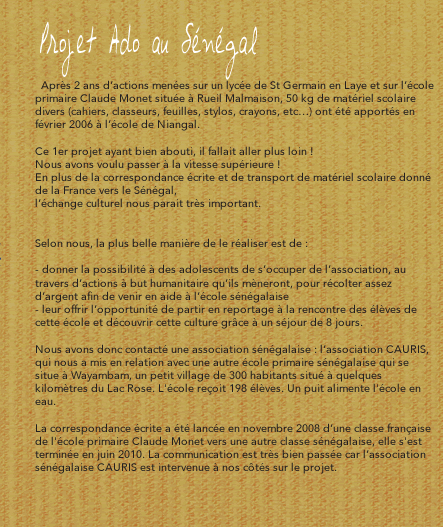 Projet Ado au Sénégal
Après 2 ans d'actions menées sur un lycée de St Germain en Laye et sur l'école
primaire Claude Monet située à Rueil Malmaison, 50 kg de matériel scolaire
divers (cahiers, classeurs, feuilles, stylos, crayons, etc...) ont été apportés en
février 2006 à l'école de Niangal.
Ce 1er projet ayant bien abouti, il fallait aller plus loin !
Nous avons voulu passer à la vitesse supérieure !
En plus de la correspondance écrite et de transport de matériel scolaire donné
de la France vers le Sénégal,
l'échange culturel nous parait très important.
Selon nous, la plus belle manière de le réaliser est de :
- donner la possibilité à des adolescents de s'occuper de l'association, au
travers d'actions à but humanitaire qu'ils mèneront, pour récolter assez
d'argent afin de venir en aide à l'école sénégalaise
- leur offrir l'opportunité de partir en reportage à la rencontre des élèves de
cette école et découvrir cette culture grâce à un séjour de 8 jours.
Nous avons donc contacté une association sénégalaise : l'association CAURIS,
qui nous a mis en relation avec une autre école primaire sénégalaise qui se
situe à Wayambam, un petit village de 300 habitants situé à quelques
kilomètres du Lac Rose. L'école reçoit 198 élèves. Un puit alimente l'école en
eau.
La correspondance écrite a été lancée en novembre 2008 d'une classe française
de l'école primaire Claude Monet vers une autre classe sénégalaise, elle s'est
terminée en juin 2010. La communication est très bien passée car l'association
sénégalaise CAURIS est intervenue à nos côtés sur le projet.